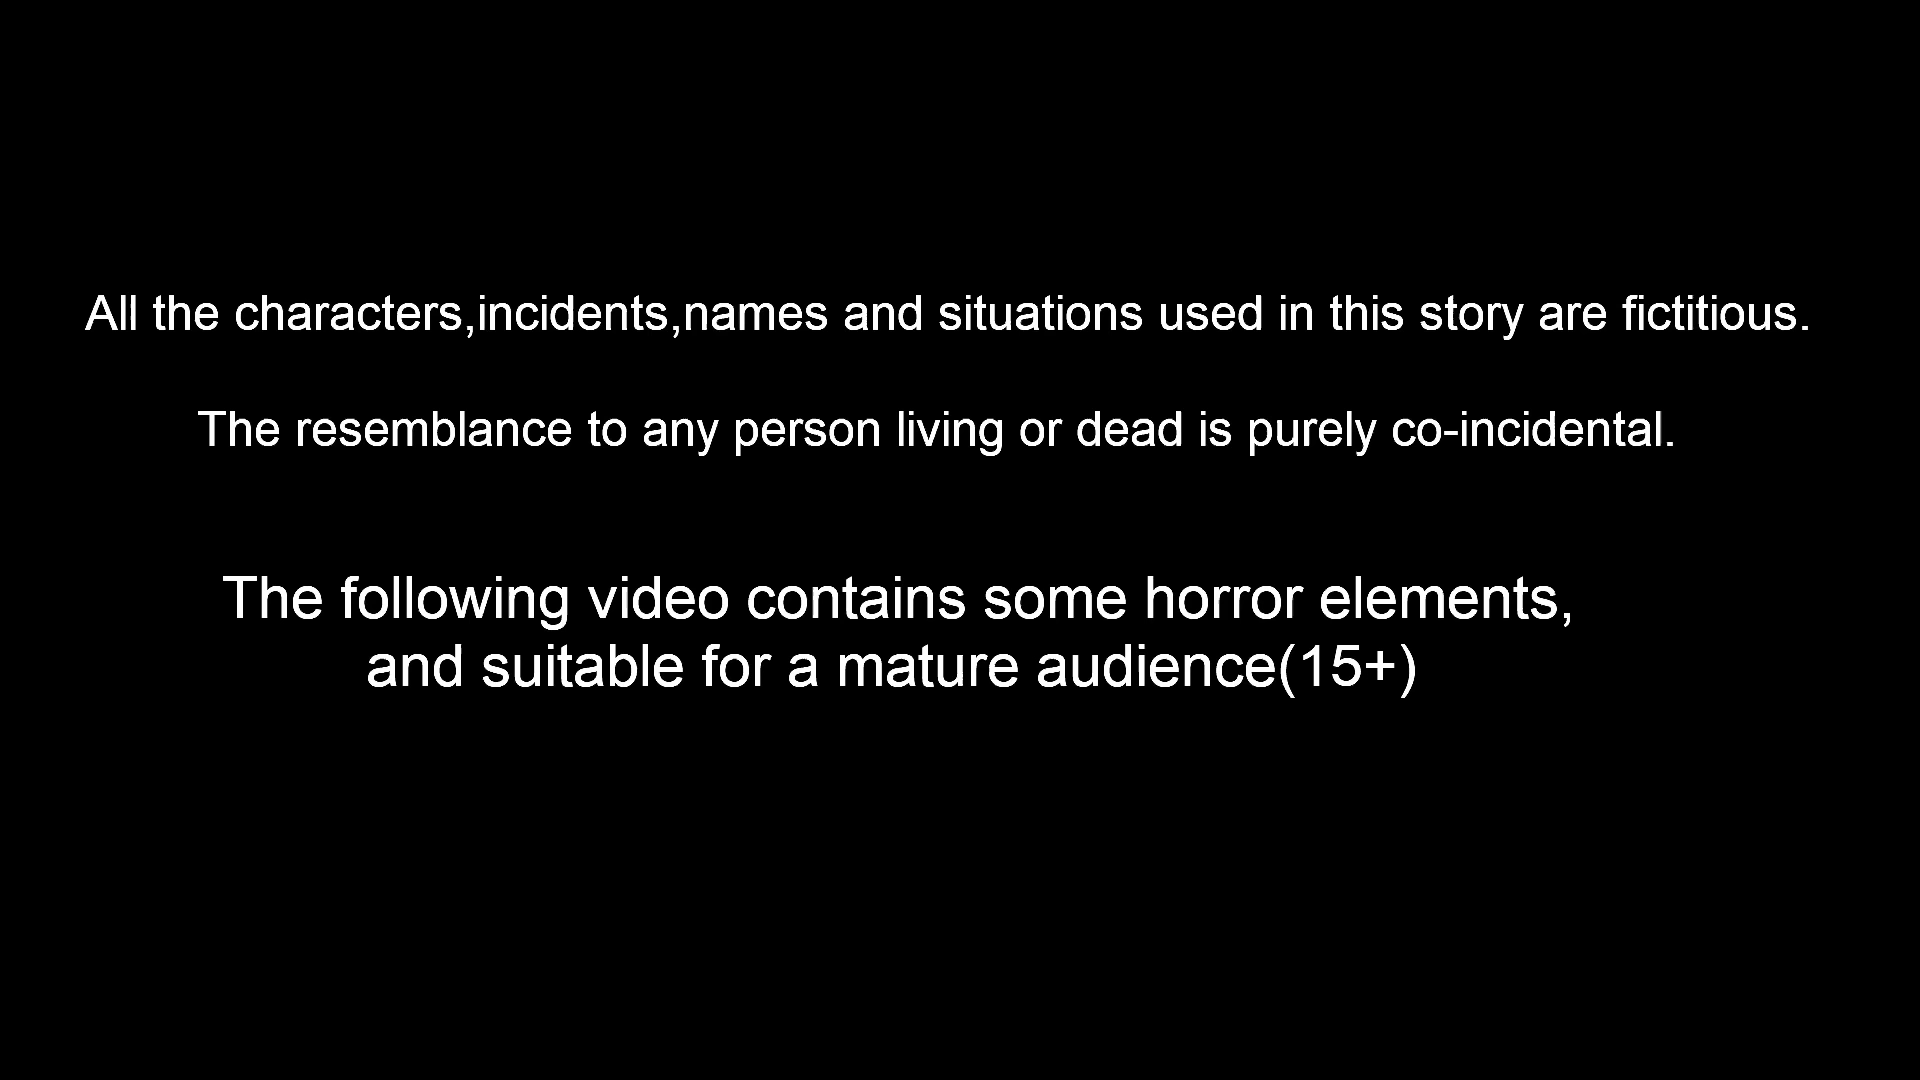 All the characters,incidents,names and situations used in this story are fictitious.
The resemblance to any person living or dead is purely co-incidental.
The following video contains some horror elements,
and suitable for a mature audience(15+)